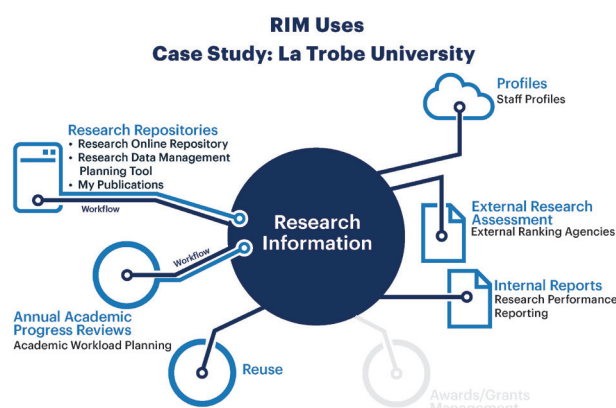 RIM Uses
Case Study: La Trobe University
Profiles
Staff Profiles
Research Repositories
• Research Online Repository
• Research Data Management
Planning Tool
• My Publications
Workflow
Research
Information
External Research
Assessment
External Ranking Agencies
Workflow
Internal Reports
Research Performance
Reporting
Annual Academic
Progress Reviews
Academic Workload Planning
Reuse
Awards/Grants
Management